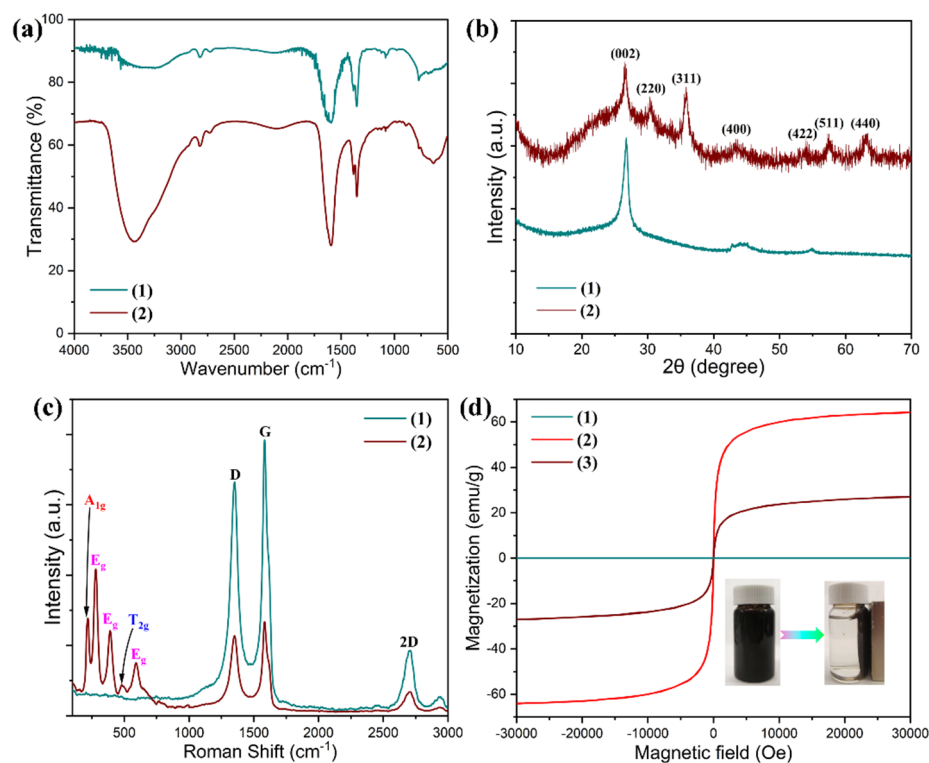 (a)
100
80
60
40
20
0
Transmittance (%)
(1)
(2)
4000 3500 3000 2500 2000 1500 1000 500
Wavenumber (cm-1)
(b)
(002)
(220)
(311)
(400)
(422)
(511)
(440)
Intensity (a.u.)
(1)
(2)
10 20 30 40 50 60 70
2θ (degree)
(c)
(1)
(2)
A1g
Eg
Eg
T2g
Eg
D
G
2D
Intensity (a.u.)
500 1000 1500 2000 2500 3000
Roman Shift (cm-1)
(d)
60
40
20
0
-20
-40
-60
Magnetization (emu/g)
(1)
(2)
(3)
-30000 -20000 -10000 0 10000 20000 30000
Magnetic field (Oe)